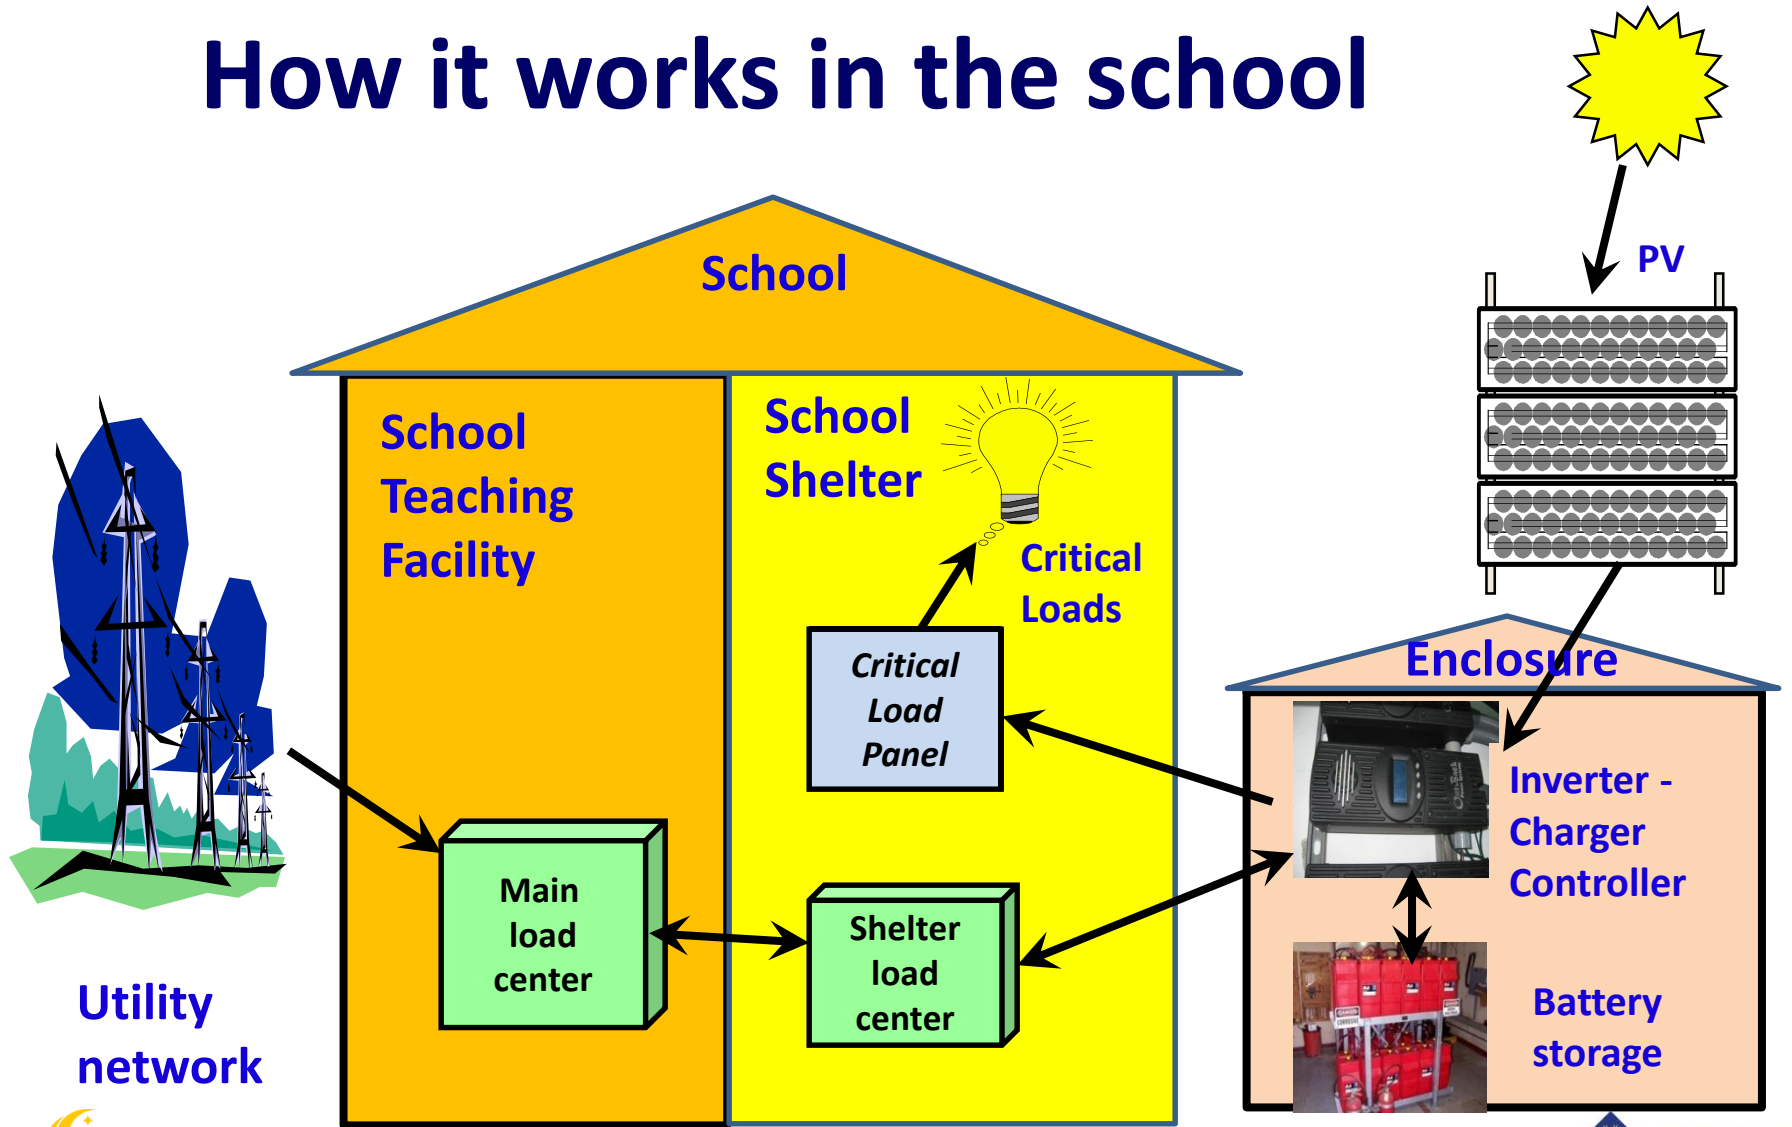 How it works in the school
PV
School
School
Teaching
Facility
School
Shelter
Critical
Loads
Critical
Load
Panel
Enclosure
Inverter -
Charger
Controller
Main
load
center
Shelter
load
center
Utility
network
Battery
storage